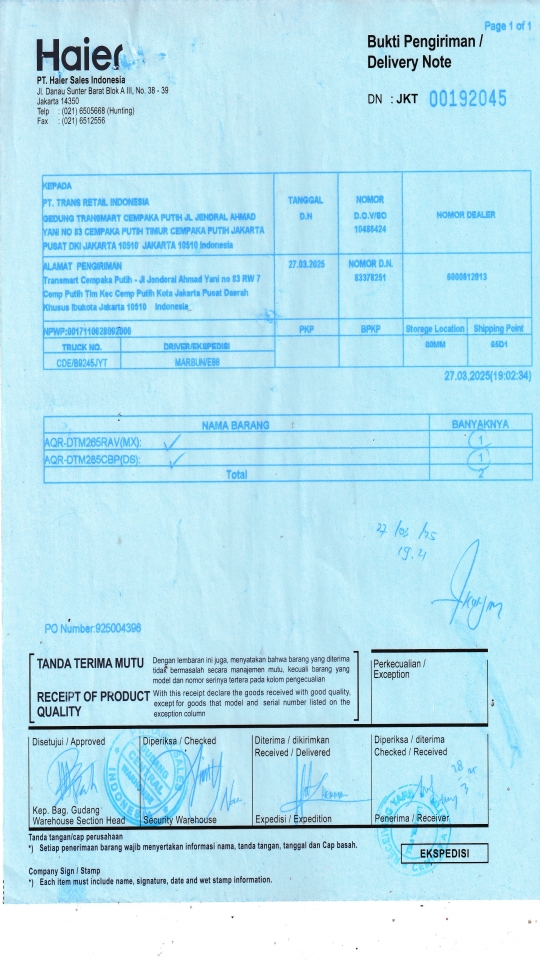 Page 1 of 1
Haier
Bukti Pengiriman /
Delivery Note
PT. Haier Sales Indonesia
Jl. Danau Sunter Barat Blok A III, No. 38 - 39
Jakarta 14350
Telp : (021) 6505668 (Hunting)
Fax : (021) 6512556
DN : JKT 00192045
KEPADA
PT. TRANS RETAIL INDONESIA
GEDUNG TRANSMART CEMPAKA PUTIH JL JENDRAL AHMAD
YANI NO 83 CEMPAKA PUTIH TIMUR CEMPAKA PUTIH JAKARTA
PUSAT DKI JAKARTA 10510 JAKARTA 10510 Indonesia
TANGGAL
D.N
NOMOR
D.O.V/SO
10488424
NOMOR DEALER
ALAMAT PENGIRIMAN
Transmart Cempaka Putih - Jl Jenderal Ahmad Yani no 83 RW 7
Cemp Putih Tim Kec Cemp Putih Kota Jakarta Pusat Daerah
Khusus Ibukota Jakarta 10510 Indonesia_
27.03.2025
NOMOR D.N.
83378251
NPWP:
PKP
BPKP
Storage Location
Shipping Point
TRUCK NO.
DRIVER/EKSPEDISI
CDE/B9245JYT
27.03.2025(19:02:34)
NAMA BARANG
BANYAKNYA
AQR-DTM265RAV(MX):
1
AQR-DTM285CBP(DS):
1
Total
2
PO Number:925004396
TANDA TERIMA MUTU
Dengan lembaran ini juga, menyatakan bahwa barang yang diterima
tidak bermasalah secara manajemen mutu, kecuali barang yang
model dan nomor serinya tertera pada kolom pengecualian
RECEIPT OF PRODUCT
QUALITY
With this receipt declare the goods received with good quality,
except for goods that model and serial number listed on the
exception column
Perkecualian /
Exception
Disetujui / Approved
Diperiksa / Checked
Diterima / dikirimkan
Received / Delivered
Diperiksa / diterima
Checked / Received
Kep. Bag. Gudang
Warehouse Section Head
Security Warehouse
Expedisi / Expedition
Penerima / Receiver
Tanda tangan/cap perusahaan
*) Setiap penerimaan barang wajib menyertakan informasi nama, tanda tangan, tanggal dan Cap basah.
EKSPEDISI
Company Sign / Stamp
*) Each item must include name, signature, date and wet stamp information.